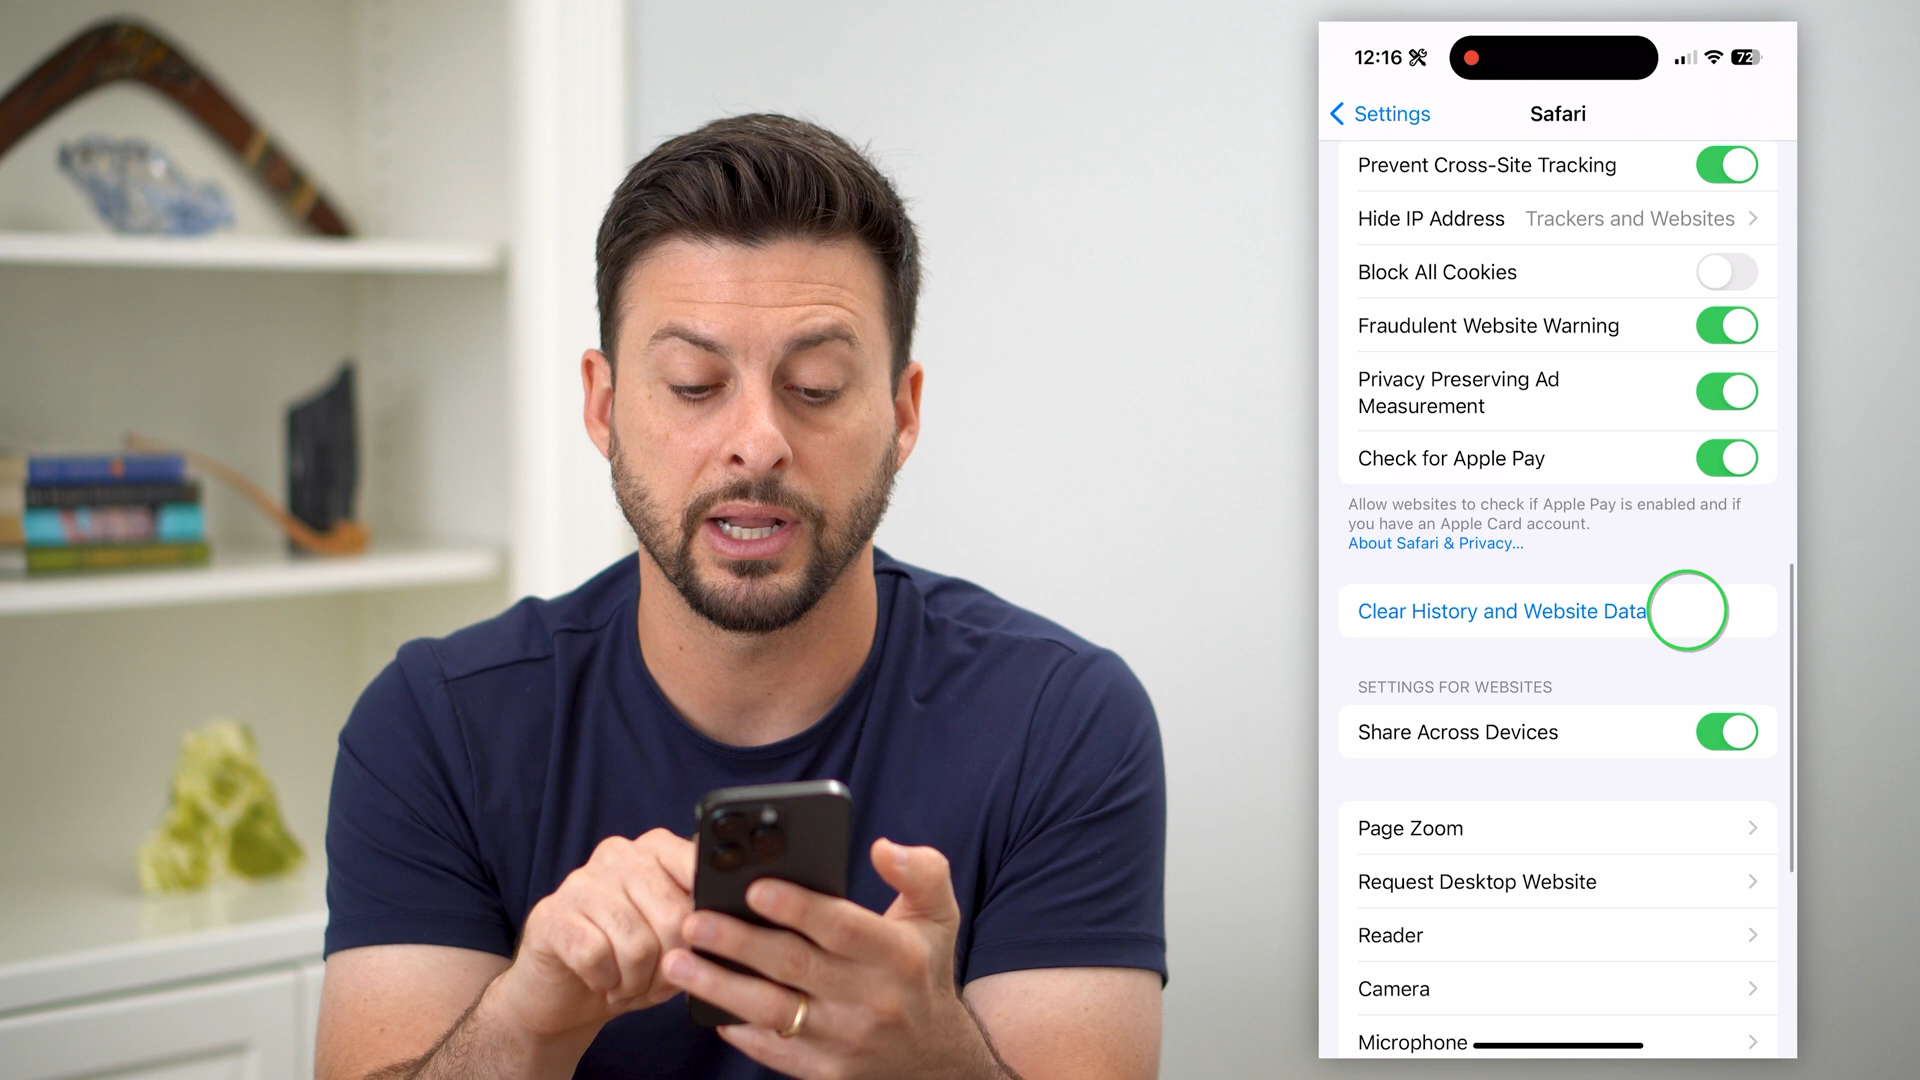 12:16
72
Settings
Safari
Prevent Cross-Site Tracking
Hide IP Address Trackers and Websites
Block All Cookies
Fraudulent Website Warning
Privacy Preserving Ad
Measurement
Check for Apple Pay
Allow websites to check if Apple Pay is enabled and if
you have an Apple Card account.
About Safari & Privacy...
Clear History and Website Data
SETTINGS FOR WEBSITES
Share Across Devices
Page Zoom
Request Desktop Website
Reader
Camera
Microphone